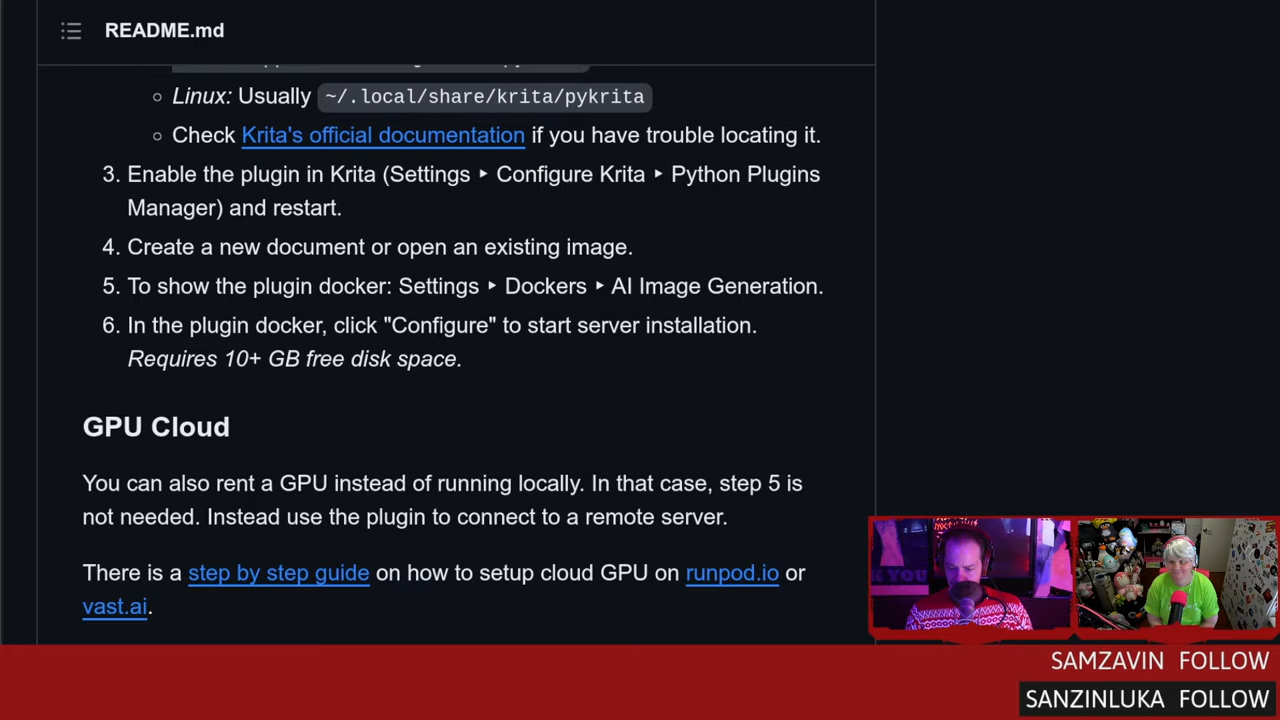 README.md
Linux: Usually ~/.local/share/krita/pykrita
Check Krita's official documentation if you have trouble locating it.
3. Enable the plugin in Krita (Settings ‣ Configure Krita ‣ Python Plugins
Manager) and restart.
4. Create a new document or open an existing image.
5. To show the plugin docker: Settings ‣ Dockers ‣ AI Image Generation.
6. In the plugin docker, click "Configure" to start server installation.
Requires 10+ GB free disk space.
GPU Cloud
You can also rent a GPU instead of running locally. In that case, step 5 is
not needed. Instead use the plugin to connect to a remote server.
There is a step by step guide on how to setup cloud GPU on runpod.io or
vast.ai.
SAMZAVIN FOLLOW
SANZINLUKA FOLLOW